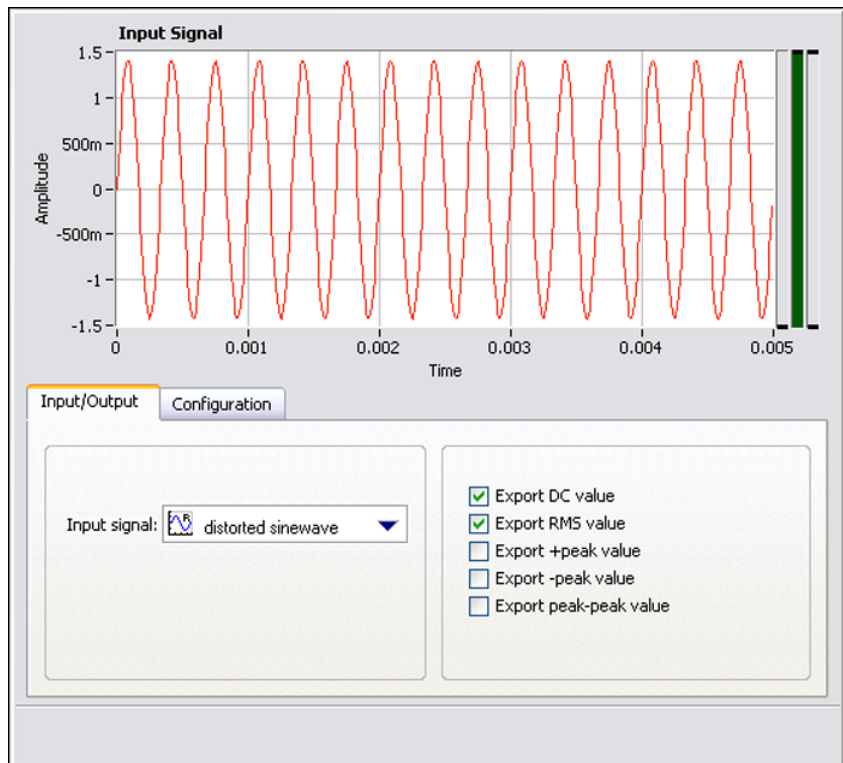 Input Signal
1.5
1
500m
0
-500m
-1
-1.5
Amplitude
0 0.001 0.002 0.003 0.004 0.005
Time
Input/Output Configuration
Input signal: distorted sinewave
Export DC value
Export RMS value
Export +peak value
Export -peak value
Export peak-peak value